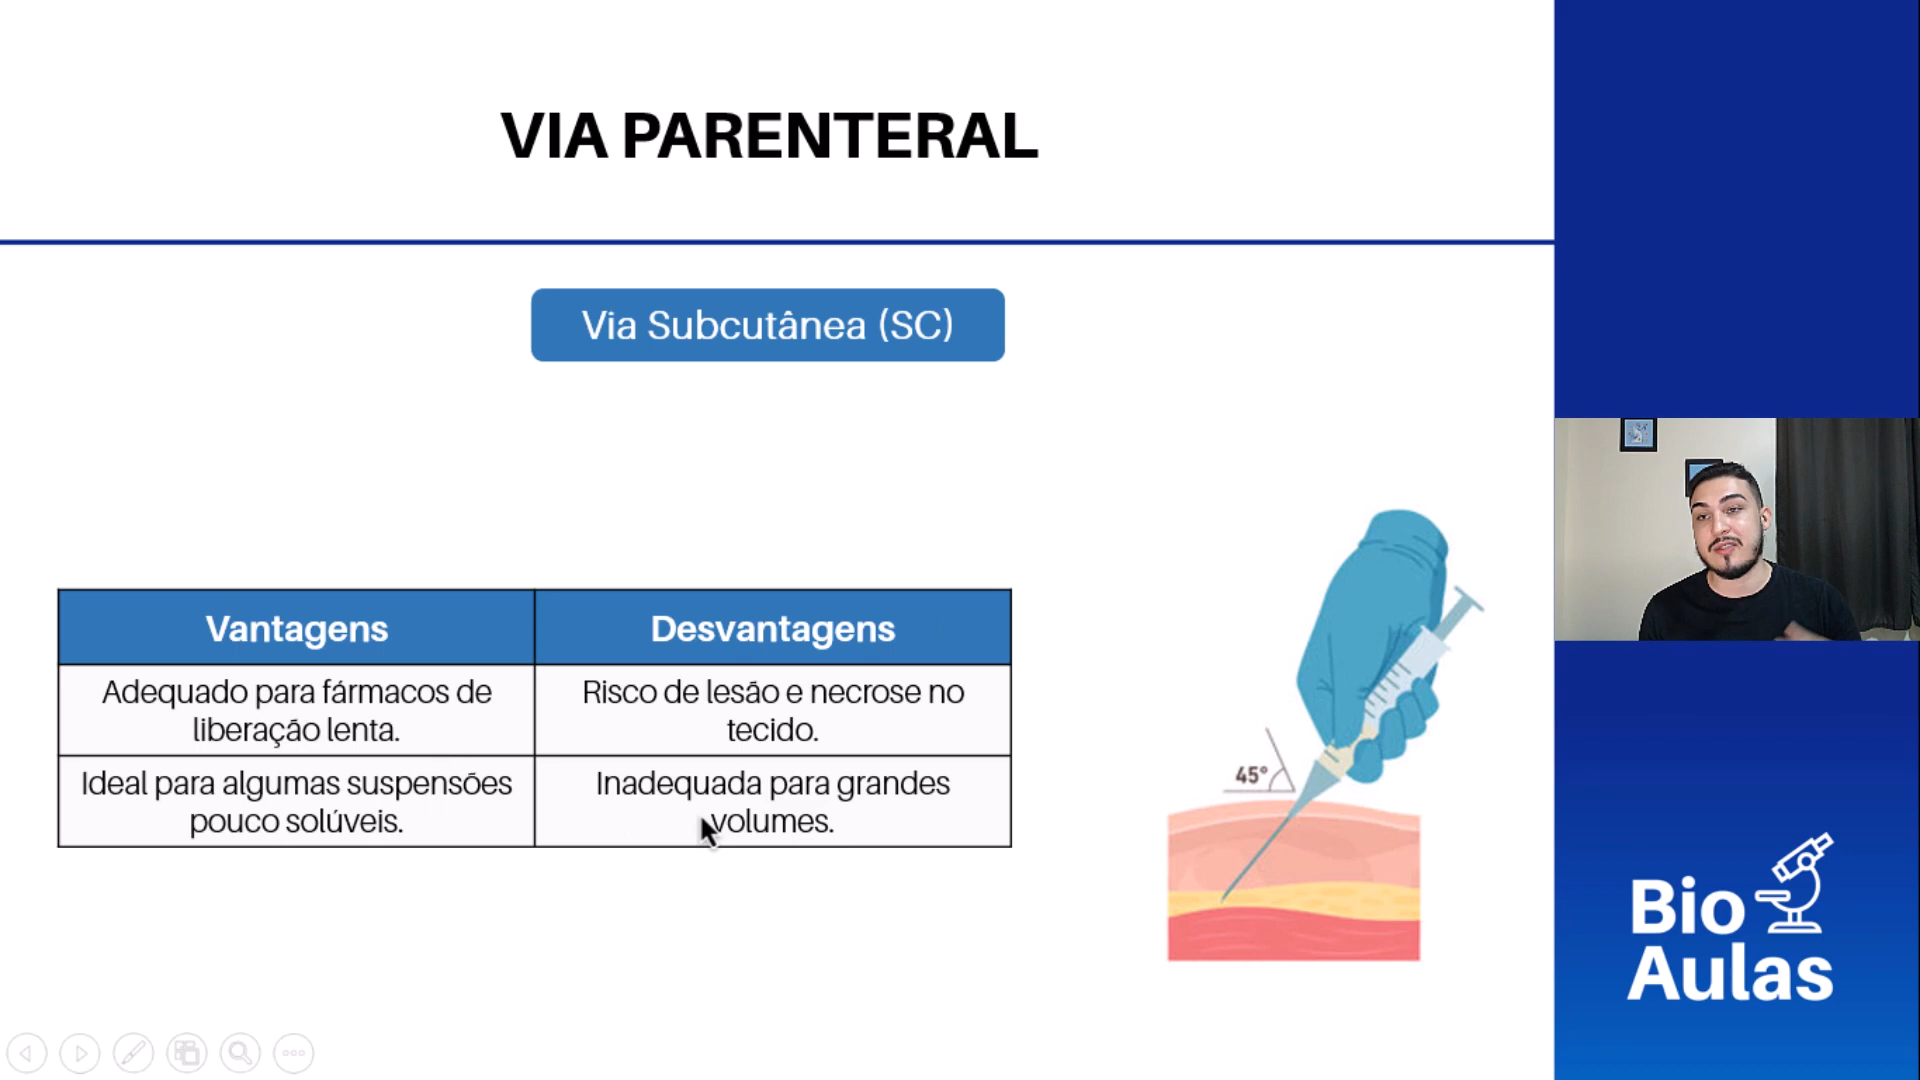 VIA PARENTERAL
Via Subcutânea (SC)
Vantagens
Desvantagens
Adequado para fármacos de
liberação lenta.
Risco de lesão e necrose no
tecido.
Ideal para algumas suspensões
pouco solúveis.
Inadequada para grandes
volumes.
45°
Bio
Aulas